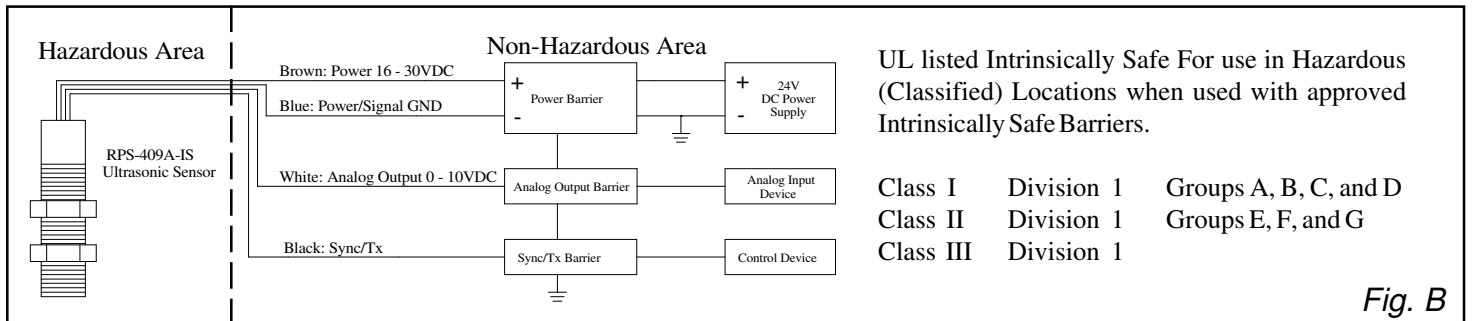 Hazardous Area
Non-Hazardous Area
Brown: Power 16 - 30VDC
Blue: Power/Signal GND
+
-
Power Barrier
+
-
24V
DC Power
Supply
RPS-409A-IS
Ultrasonic Sensor
White: Analog Output 0 - 10VDC
Analog Output Barrier
Analog Input
Device
Black: Sync/Tx
Sync/Tx Barrier
Control Device
UL listed Intrinsically Safe For use in Hazardous
(Classified) Locations when used with approved
Intrinsically Safe Barriers.
Class I Division 1 Groups A, B, C, and D
Class II Division 1 Groups E, F, and G
Class III Division 1
Fig. B